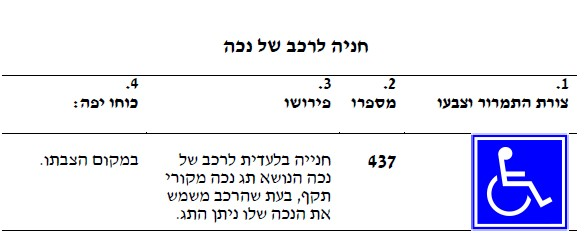 חניה לרכב של נכה
1. 2. 3. 4.
צורת התמרור וצבעו מספרו פירושו כוחו יפה:
437 חנייה בלעדית לרכב של במקום הצבתו.
נכה הנושא תג נכה מקורי
תקף, בעת שהרכב משמש
את הנכה שלו ניתן התג.